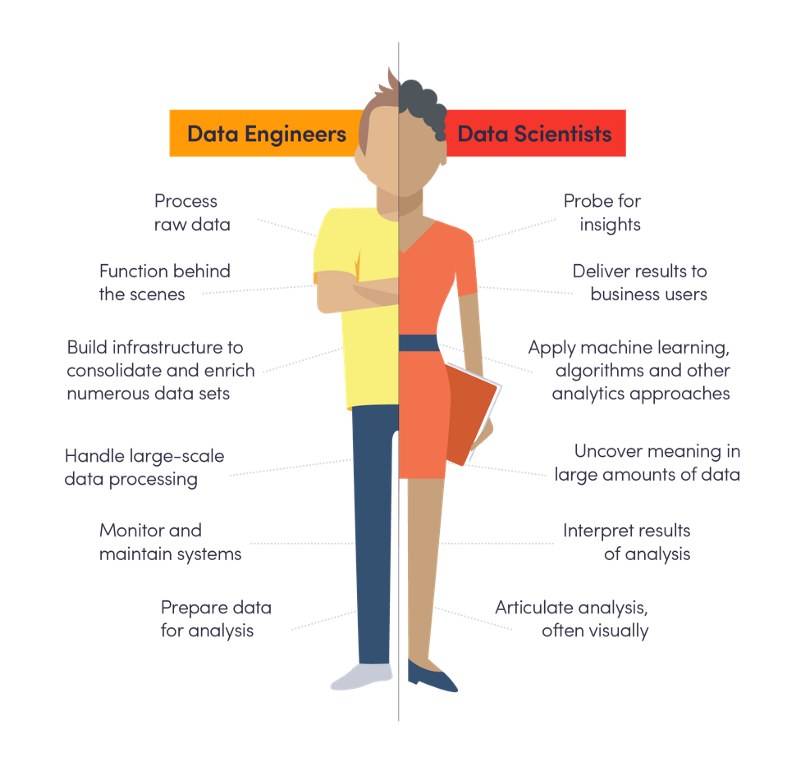 Data Engineers
Process
raw data
Function behind
the scenes
Build infrastructure to
consolidate and enrich
numerous data sets
Handle large-scale
data processing
Monitor and
maintain systems
Prepare data
for analysis
Data Scientists
Probe for
insights
Deliver results to
business users
Apply machine learning,
algorithms and other
analytics approaches
Uncover meaning in
large amounts of data
Interpret results
of analysis
Articulate analysis,
often visually